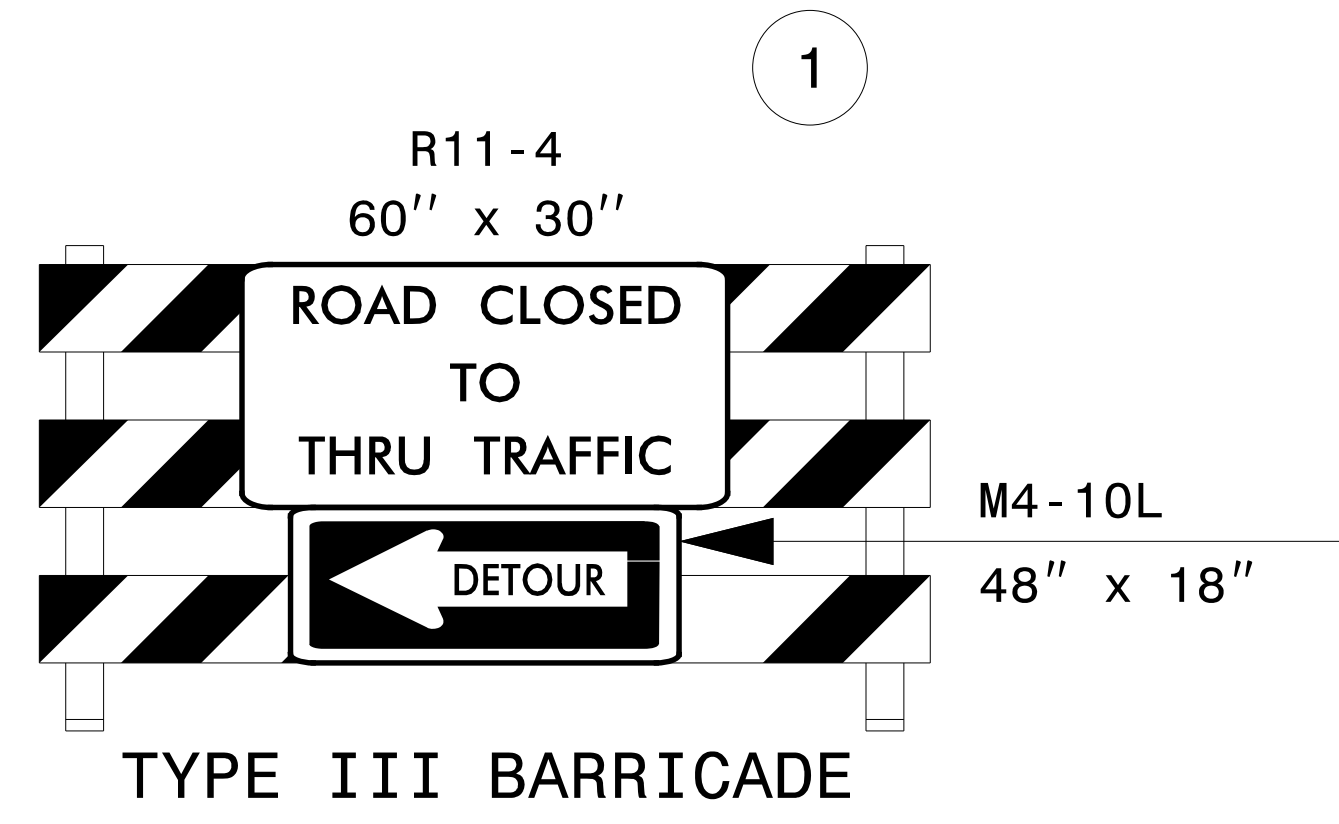 1
R11-4
60″ x 30″
ROAD CLOSED
TO
THRU TRAFFIC
M4-10L
DETOUR
48″ x 18″
TYPE III BARRICADE